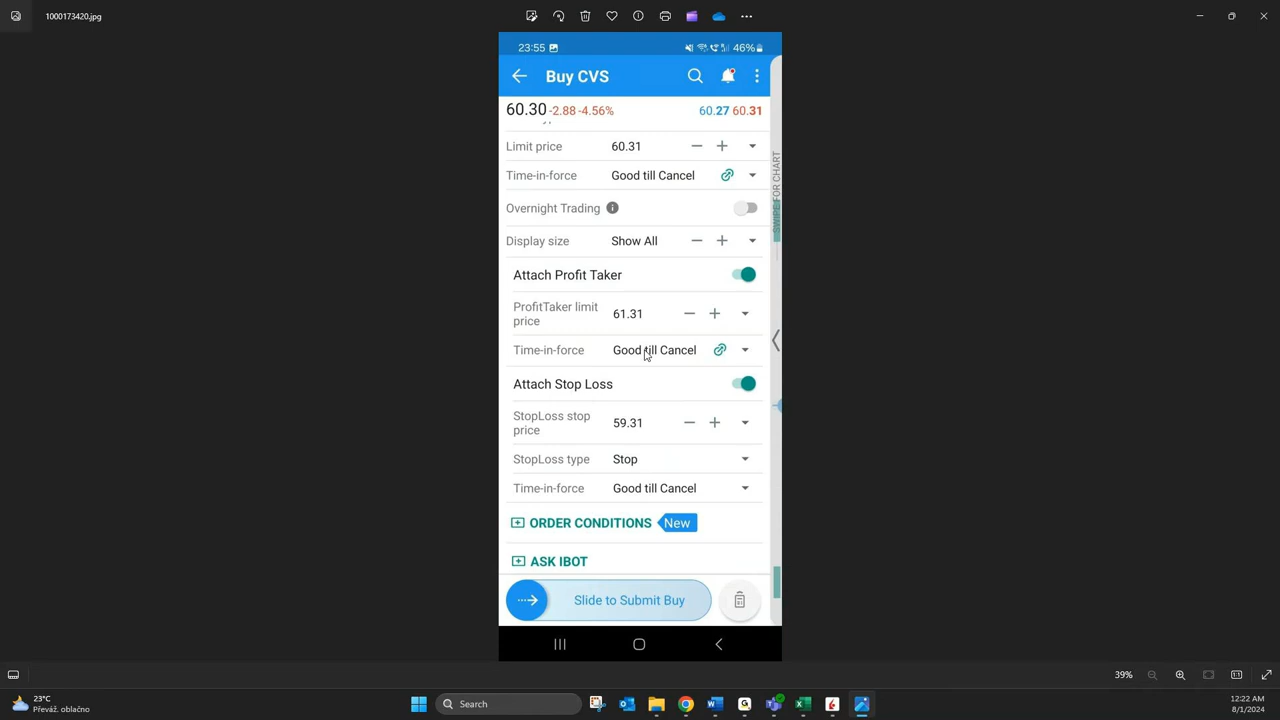 1000173420.jpg
23:55 46%
Buy CVS
60.30 -2.88 -4.56% 60.27 60.31
Limit price 60.31
Time-in-force Good till Cancel
Overnight Trading
Display size Show All
Attach Profit Taker
ProfitTaker limit
price 61.31
Time-in-force Good till Cancel
Attach Stop Loss
StopLoss stop
price 59.31
StopLoss type Stop
Time-in-force Good till Cancel
ORDER CONDITIONS New
ASK IBOT
Slide to Submit Buy
SWIPE FOR CHART
39%
23°C
Převáž. oblačno
Search
12:22 AM
8/1/2024